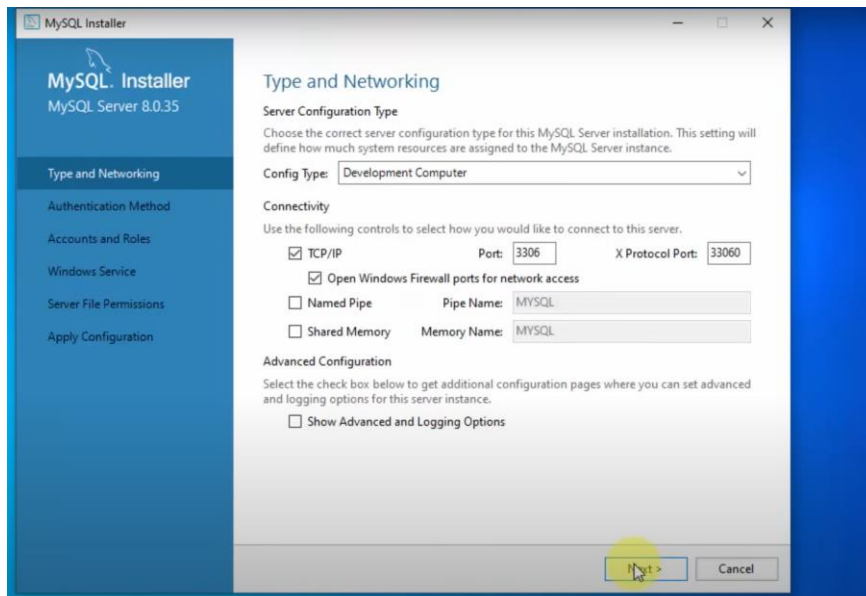 MySQL Installer
MySQL. Installer
MySQL Server 8.0.35
Type and Networking
Authentication Method
Accounts and Roles
Windows Service
Server File Permissions
Apply Configuration
Type and Networking
Server Configuration Type
Choose the correct server configuration type for this MySQL Server installation. This setting will
define how much system resources are assigned to the MySQL Server instance.
Config Type: Development Computer
Connectivity
Use the following controls to select how you would like to connect to this server.
TCP/IP Port: 3306 X Protocol Port: 33060
Open Windows Firewall ports for network access
Named Pipe Pipe Name: MYSQL
Shared Memory Memory Name: MYSQL
Advanced Configuration
Select the check box below to get additional configuration pages where you can set advanced
and logging options for this server instance.
Show Advanced and Logging Options
Next > Cancel